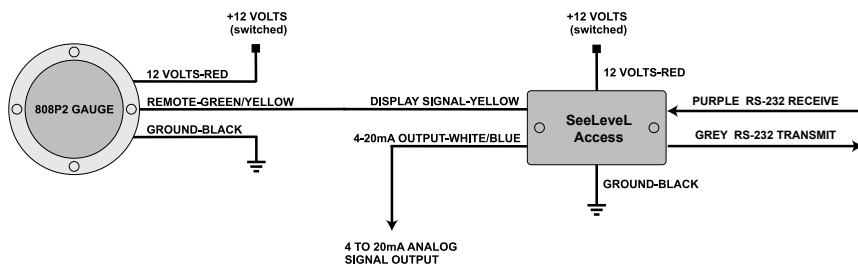 +12 VOLTS
(switched)
+12 VOLTS
(switched)
12 VOLTS-RED
12 VOLTS-RED
808P2 GAUGE
REMOTE-GREEN/YELLOW
DISPLAY SIGNAL-YELLOW
PURPLE RS-232 RECEIVE
SeeLeveL
Access
GROUND-BLACK
4-20mA OUTPUT-WHITE/BLUE
GREY RS-232 TRANSMIT
GROUND-BLACK
4 TO 20mA ANALOG
SIGNAL OUTPUT